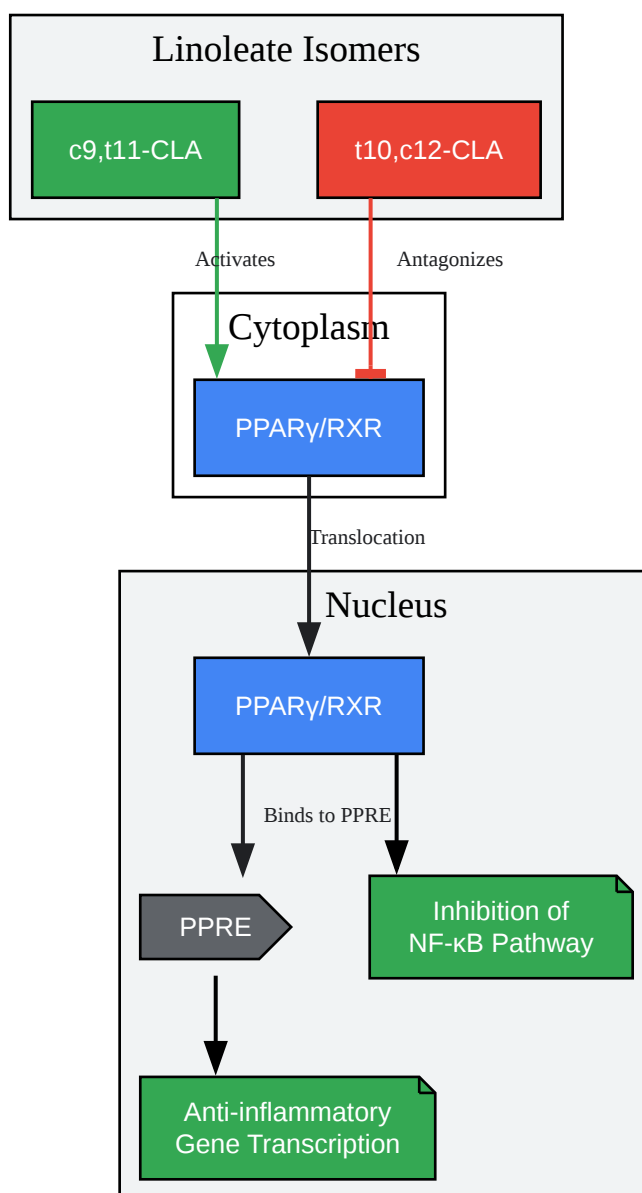 Linoleate Isomers
c9,t11-CLA
t10,c12-CLA
Activates
Antagonizes
Cytoplasm
PPARγ/RXR
Translocation
Nucleus
PPARγ/RXR
Binds to PPRE
PPRE
Inhibition of
NF-κB Pathway
Anti-inflammatory
Gene Transcription